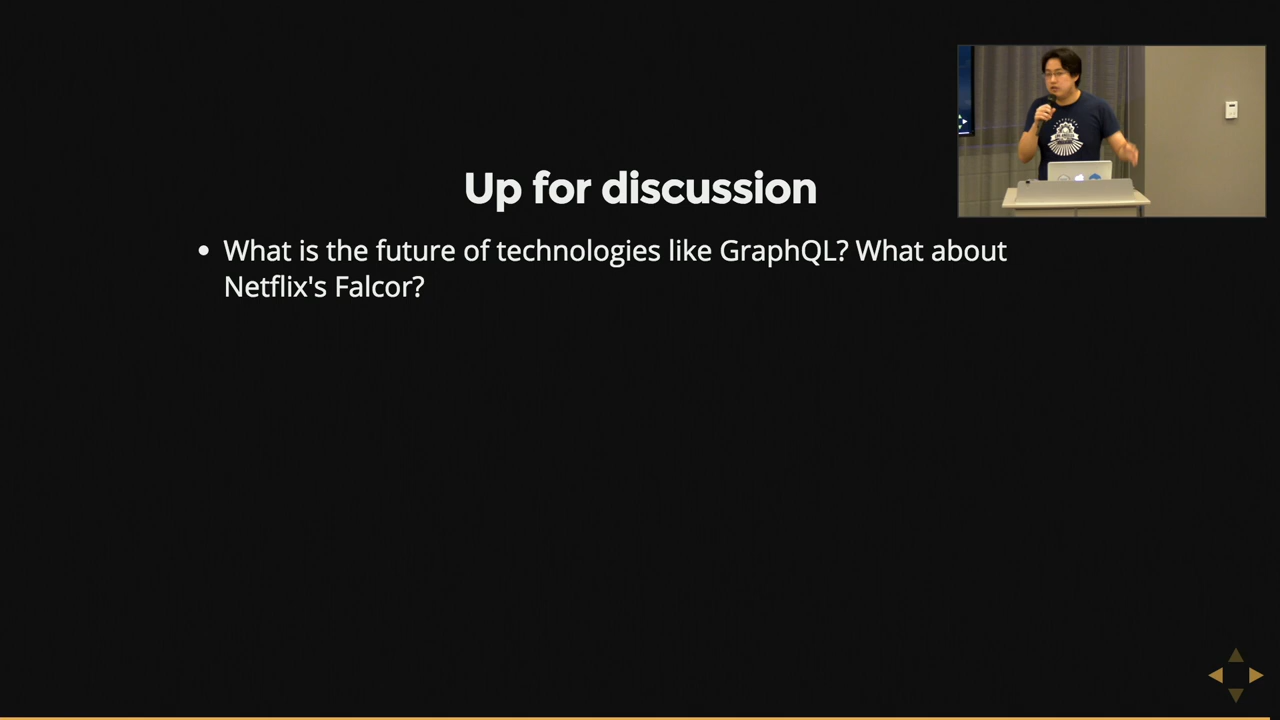 Up for discussion
What is the future of technologies like GraphQL? What about
Netflix's Falcor?